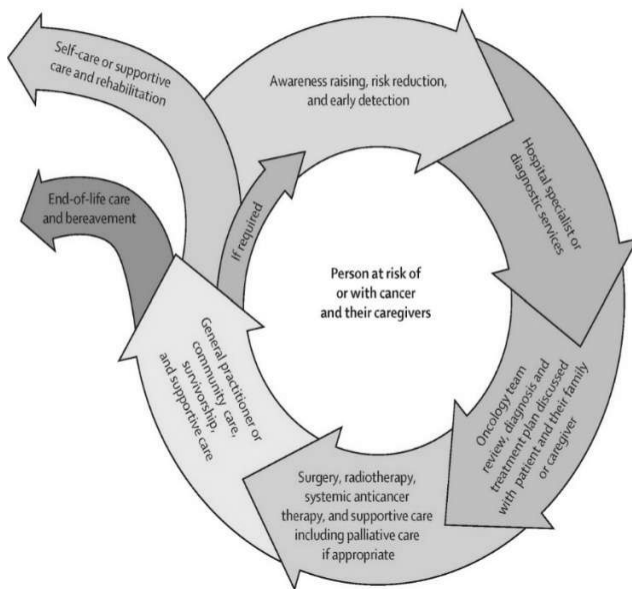 Self-care or supportive
care and rehabilitation
Awareness raising, risk reduction,
and early detection
Hospital specialist or
diagnostic services
End-of-life care
and bereavement
If required
Person at risk of
or with cancer
and their caregivers
General practitioner or
community care,
survivorship,
and supportive care
Oncology team
review, diagnosis and
treatment plan discussed
with patient and their family
or caregiver
Surgery, radiotherapy,
systemic anticancer
therapy, and supportive care
including palliative care
if appropriate